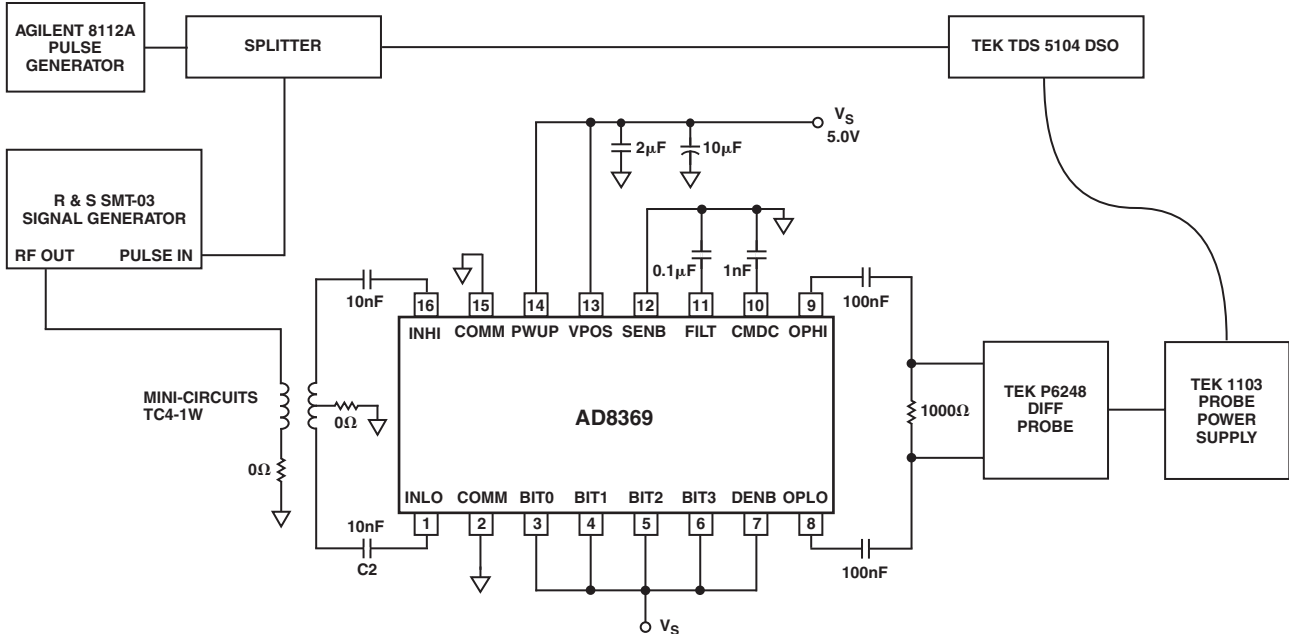 AGILENT 8112A
PULSE
GENERATOR
SPLITTER
TEK TDS 5104 DSO
VS
5.0V
2µF
10µF
R & S SMT-03
SIGNAL GENERATOR
RF OUT
PULSE IN
0.1µF
1nF
10nF
100nF
16
15
14
13
12
11
10
9
INHI
COMM
PWUP
VPOS
SENB
FILT
CMDC
OPHI
MINI-CIRCUITS
TC4-1W
0Ω
0Ω
AD8369
1000Ω
TEK P6248
DIFF
PROBE
TEK 1103
PROBE
POWER
SUPPLY
INLO
COMM
BIT0
BIT1
BIT2
BIT3
DENB
OPLO
1
2
3
4
5
6
7
8
10nF
C2
100nF
VS